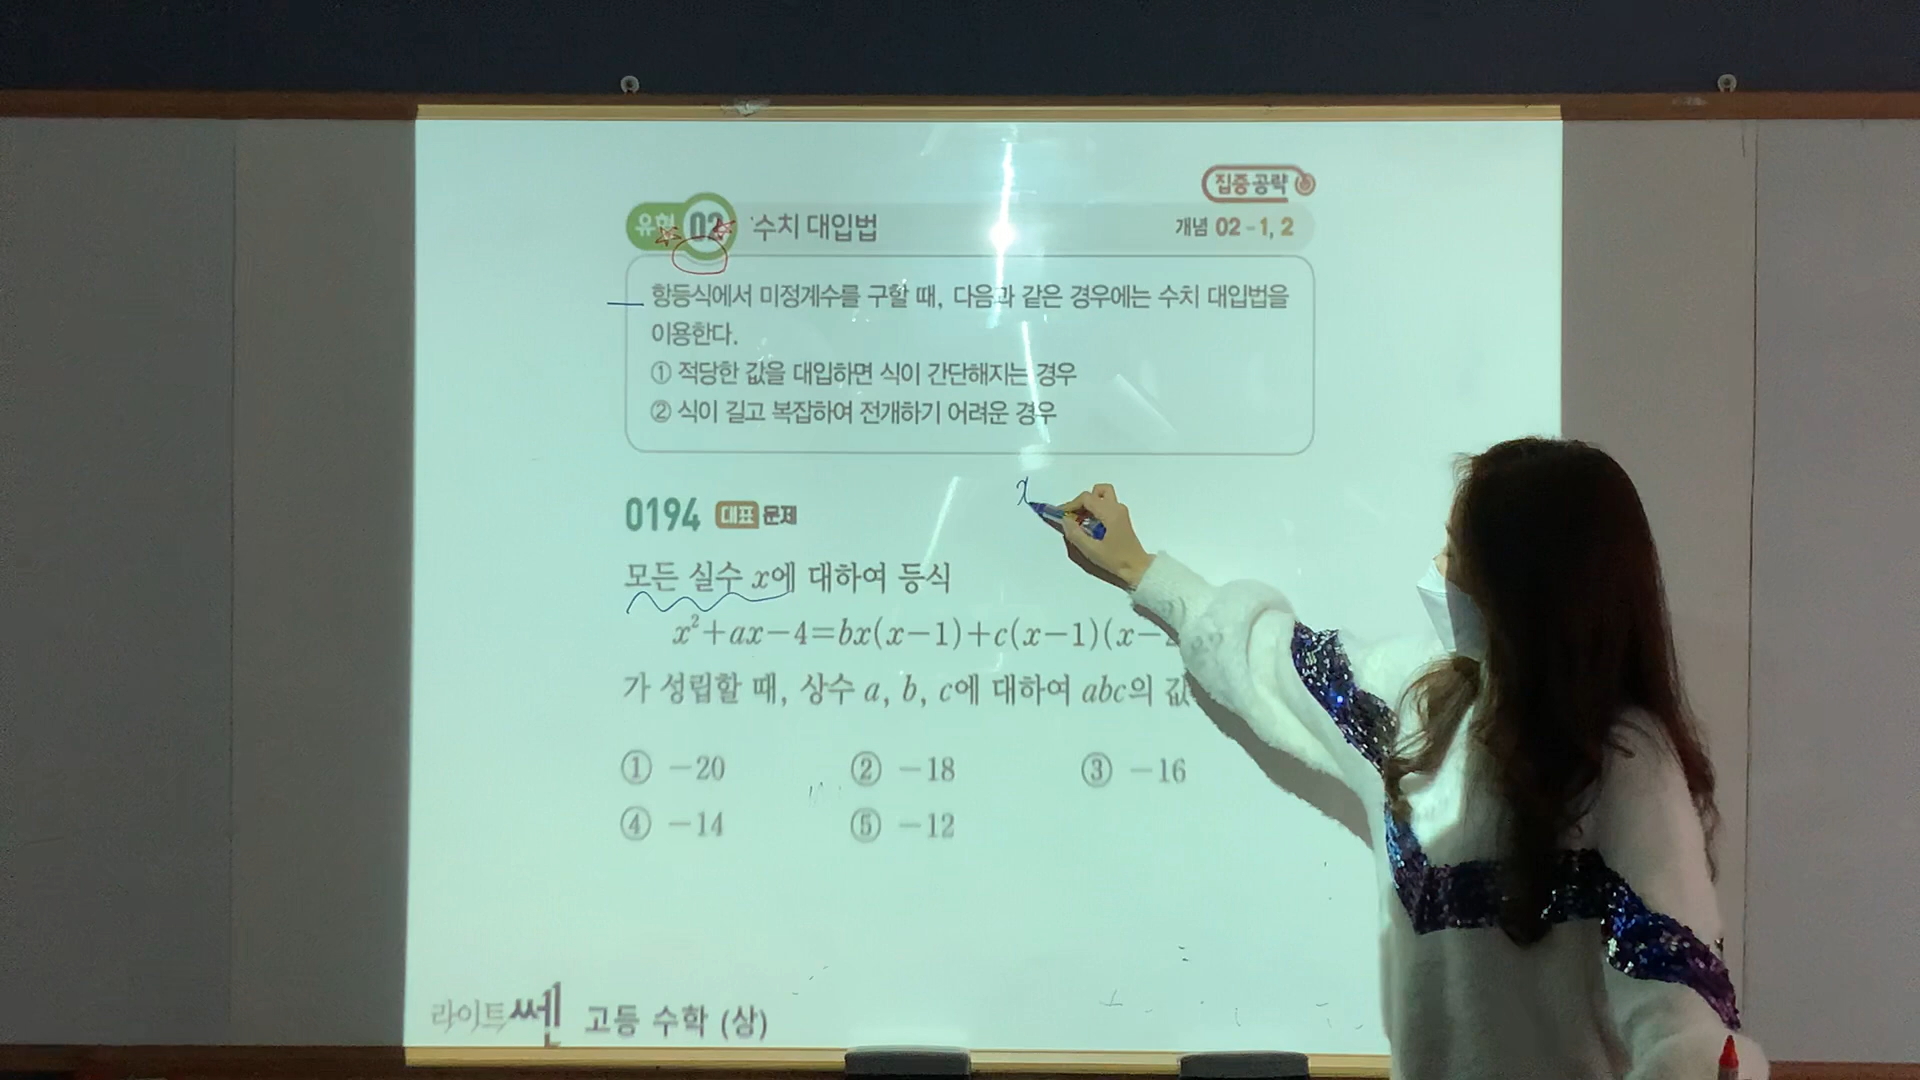 집중공략
유형 02 수치 대입법 개념 02-1, 2
항등식에서 미정계수를 구할 때, 다음과 같은 경우에는 수치 대입법을
이용한다.
① 적당한 값을 대입하면 식이 간단해지는 경우
② 식이 길고 복잡하여 전개하기 어려운 경우
x
0194 대표 문제
모든 실수 x에 대하여 등식
x²+ax-4=bx(x-1)+c(x-1)(x-
가 성립할 때, 상수 a, b, c에 대하여 abc의 값
① -20 ② -18 ③ -16
④ -14 ⑤ -12
라이트쎈 고등 수학 (상)